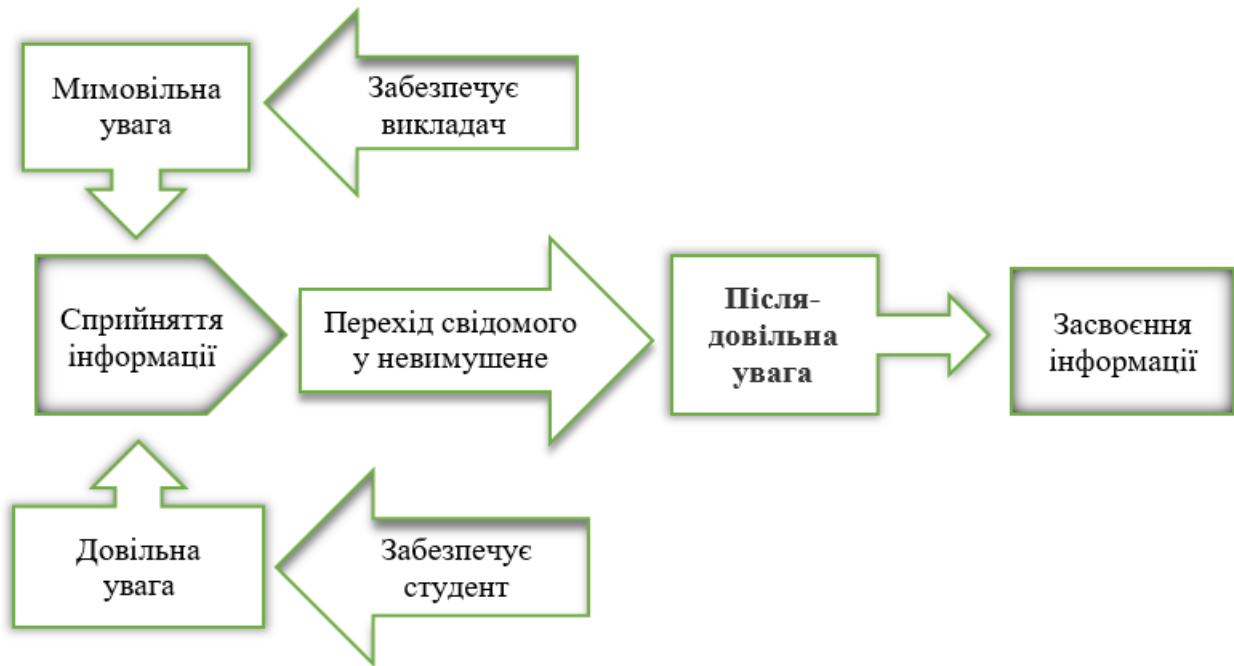 Мимовільна
увага
Забезпечує
викладач
Сприйняття
інформації
Перехід свідомого
у невимушене
Після-
довільна
увага
Засвоєння
інформації
Довільна
увага
Забезпечує
студент